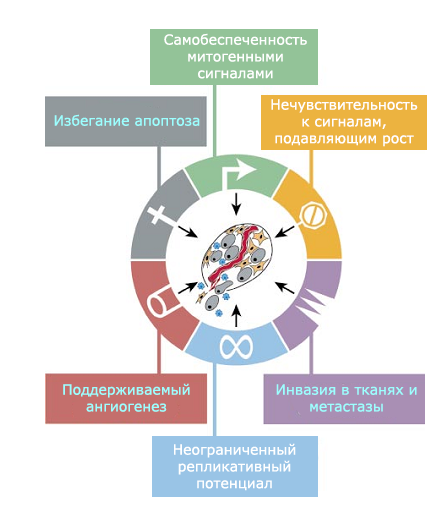 Самобеспеченность
митогенными
сигналами
Избегание апоптоза
Нечувствительность
к сигналам,
подавляющим рост
Поддерживаемый
ангиогенез
Инвазия в тканях и
метастазы
Неограниченный
репликативный
потенциал